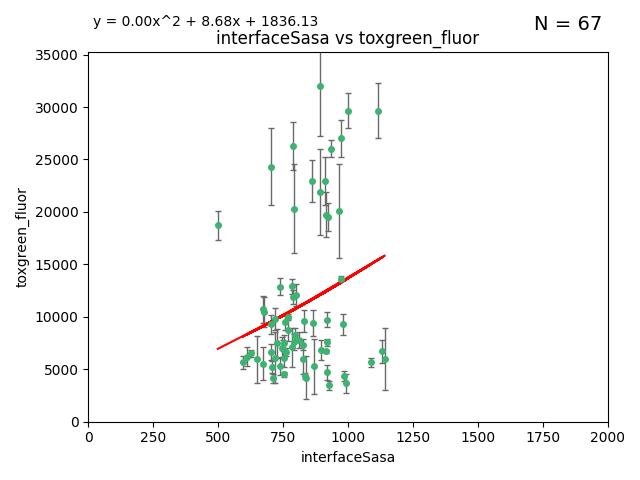 y = 0.00x^2 + 8.68x + 1836.13
N = 67
interfaceSasa vs toxgreen_fluor
35000
30000
25000
20000
15000
10000
5000
0
toxgreen_fluor
0 250 500 750 1000 1250 1500 1750 2000
interfaceSasa